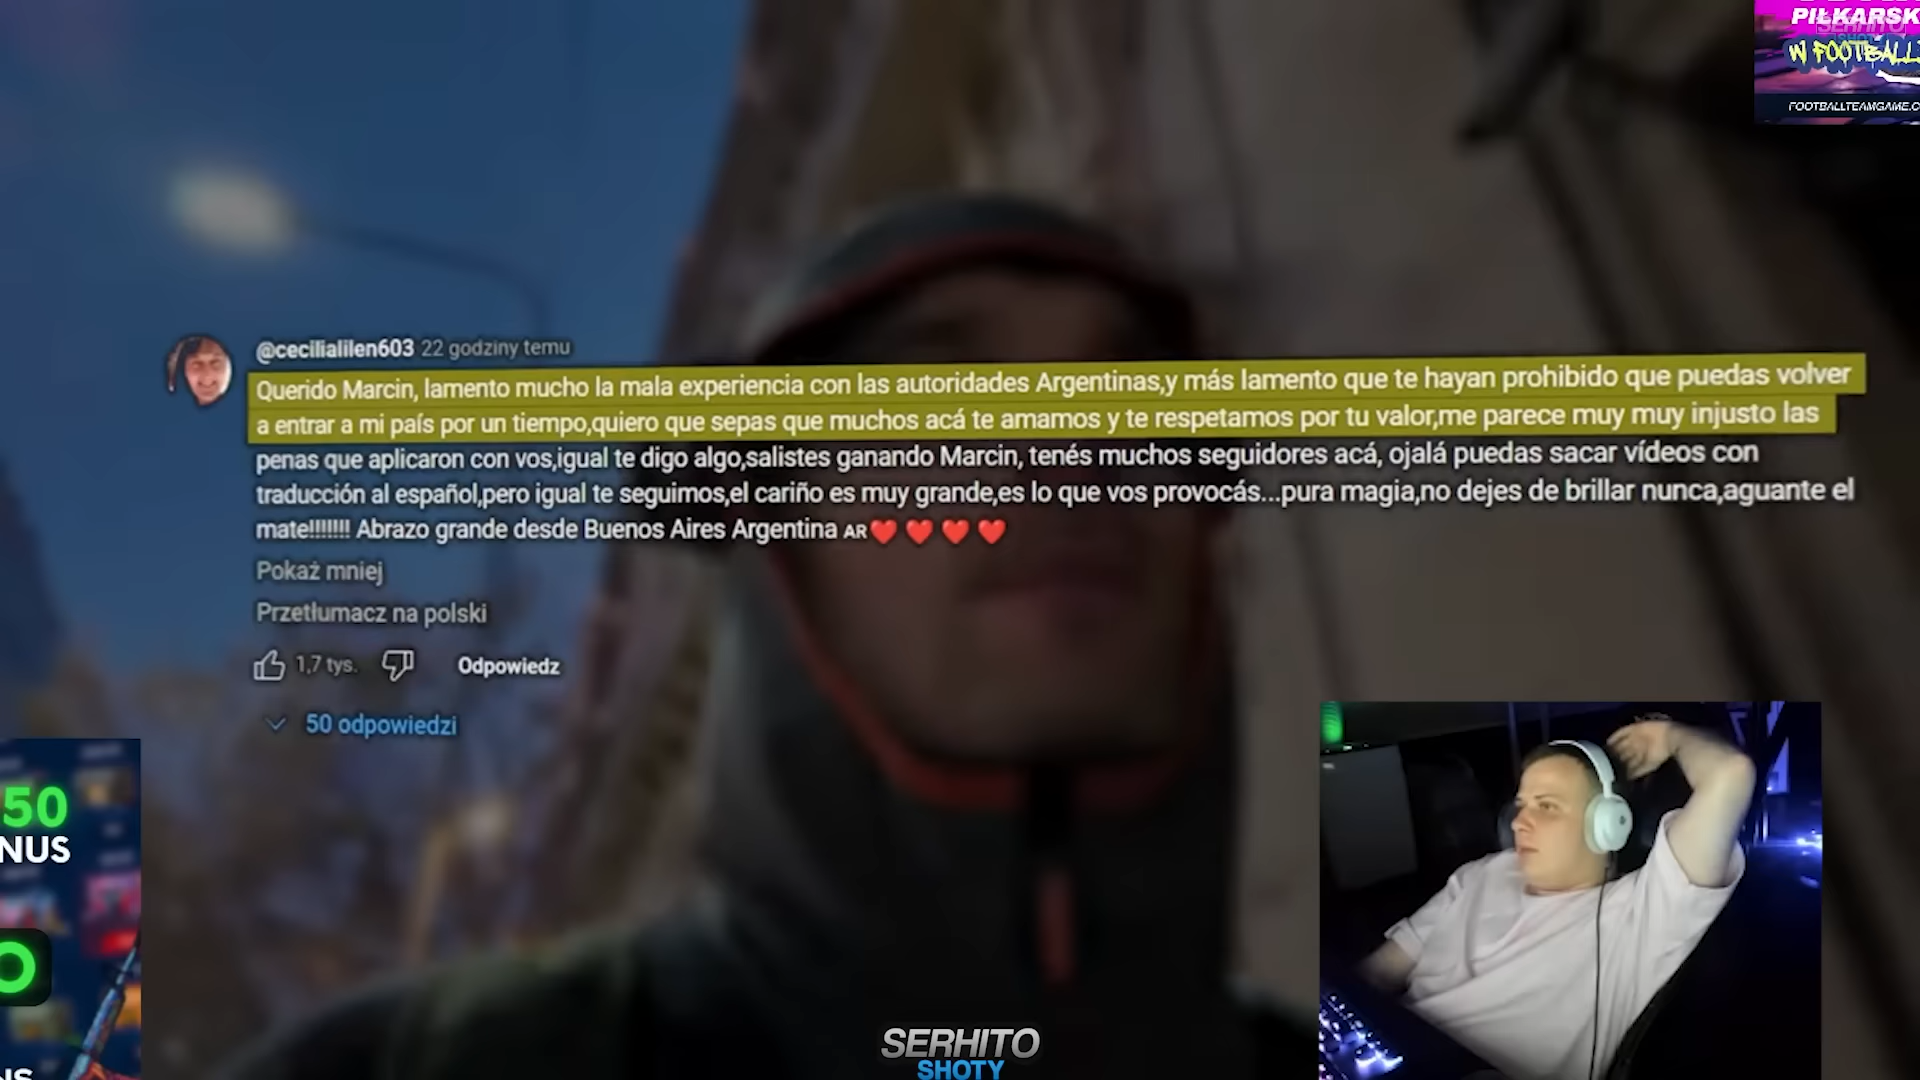 PIŁKARSK
SERHITO
W FOOTBALL
FOOTBALLTEAMGAME.C
@cecilialilen603 22 godziny temu
Querido Marcin, lamento mucho la mala experiencia con las autoridades Argentinas,y más lamento que te hayan prohibido que puedas volver
a entrar a mi país por un tiempo,quiero que sepas que muchos acá te amamos y te respetamos por tu valor,me parece muy muy injusto las
penas que aplicaron con vos,igual te digo algo,salistes ganando Marcin, tenés muchos seguidores acá, ojalá puedas sacar vídeos con
traducción al español,pero igual te seguimos,el cariño es muy grande,es lo que vos provocás...pura magia,no dejes de brillar nunca,aguante el
mate!!!!!!! Abrazo grande desde Buenos Aires Argentina AR❤️❤️❤️❤️
Pokaż mniej
Przetłumacz na polski
1,7 tys. Odpowiedz
50 odpowiedzi
50
NUS
O
SERHITO
SHOTY